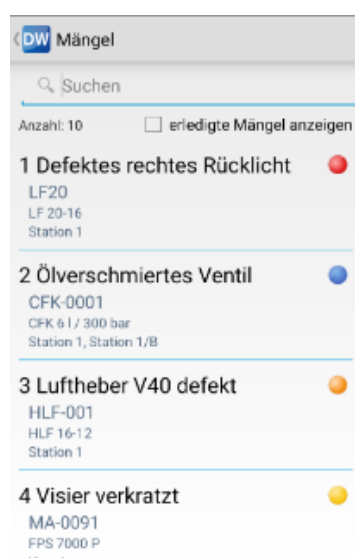 DW Mängel
Suchen
Anzahl: 10 erledigte Mängel anzeigen
1 Defektes rechtes Rücklicht
LF20
LF 20-16
Station 1
2 Ölverschmiertes Ventil
CFK-0001
CFK 6 l / 300 bar
Station 1, Station 1/B
3 Luftheber V40 defekt
HLF-001
HLF 16-12
Station 1
4 Visier verkratzt
MA-0091
FPS 7000 P